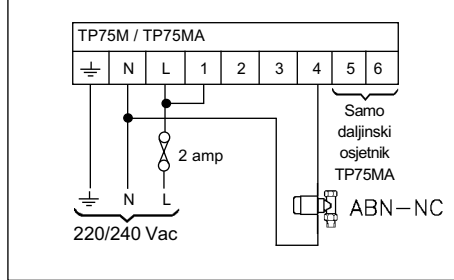 TP75M / TP75MA
N L 1 2 3 4 5 6
Samo
daljinski
osjetnik
TP75MA
2 amp
ABN-NC
N L
220/240 Vac